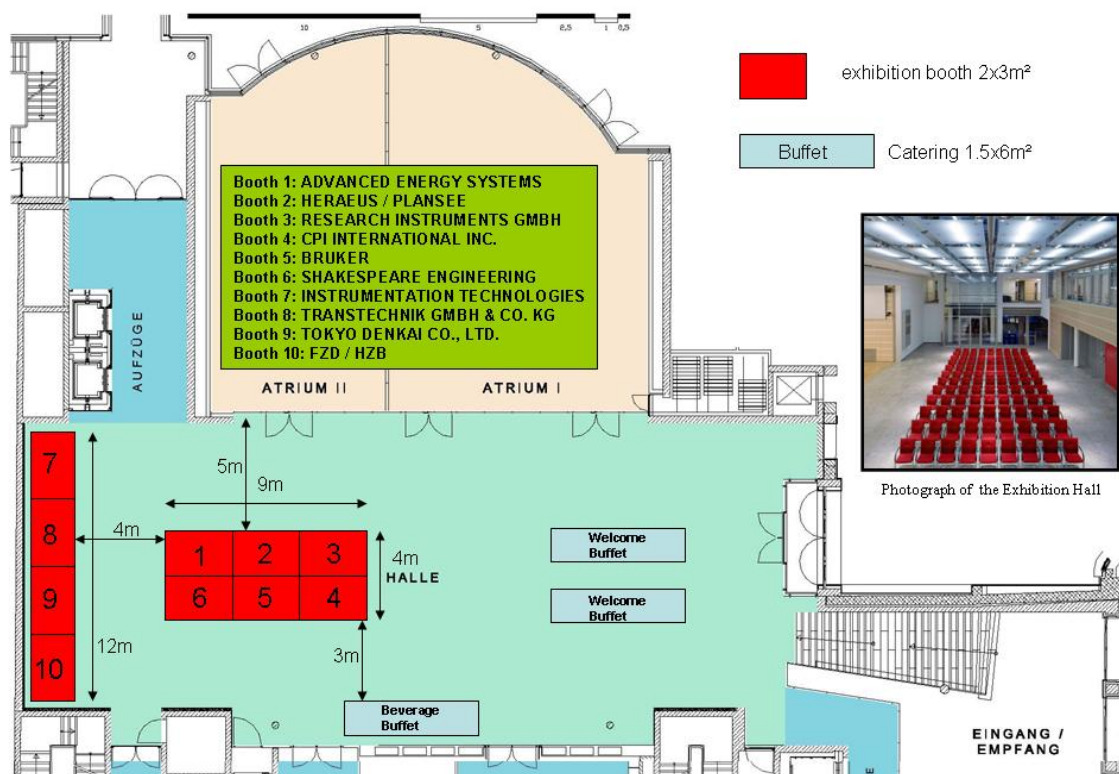 10
5
2,5
1
0,5
exhibition booth 2x3m²
Buffet
Catering 1.5x6m²
Booth 1: ADVANCED ENERGY SYSTEMS
Booth 2: HERAEUS / PLANSEE
Booth 3: RESEARCH INSTRUMENTS GMBH
Booth 4: CPI INTERNATIONAL INC.
Booth 5: BRUKER
Booth 6: SHAKESPEARE ENGINEERING
Booth 7: INSTRUMENTATION TECHNOLOGIES
Booth 8: TRANSTECHNIK GMBH & CO. KG
Booth 9: TOKYO DENKAI CO., LTD.
Booth 10: FZD / HZB
AUFZÜGE
ATRIUM II
ATRIUM I
Photograph of the Exhibition Hall
7
8
9
10
5m
9m
4m
12m
1
2
3
6
5
4
4m
HALLE
3m
Welcome
Buffet
Welcome
Buffet
Beverage
Buffet
EINGANG /
EMPFANG